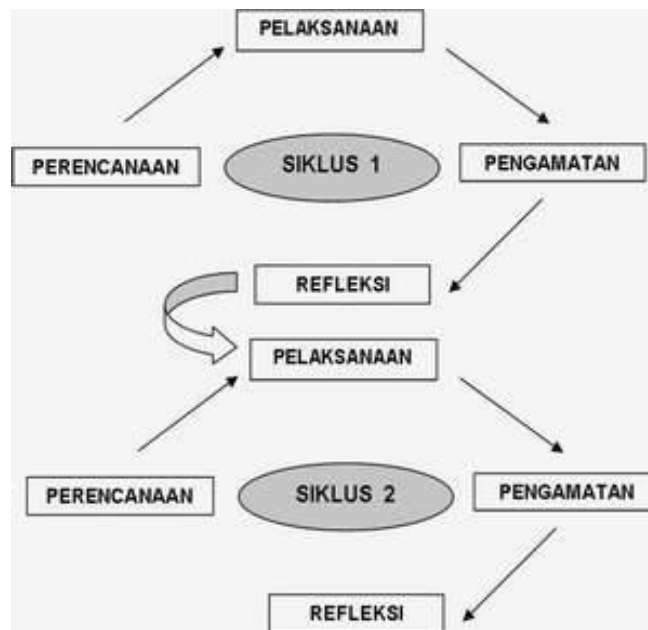 PELAKSANAAN
PERENCANAAN
SIKLUS 1
PENGAMATAN
REFLEKSI
PELAKSANAAN
PERENCANAAN
SIKLUS 2
PENGAMATAN
REFLEKSI